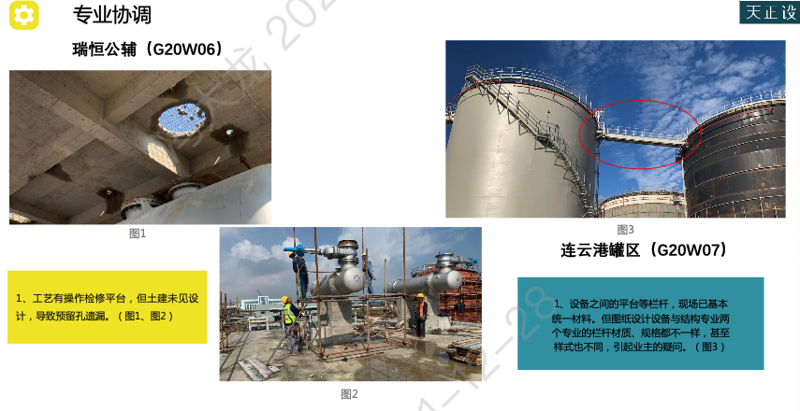 专业协调
天正设
瑞恒公辅（G20W06）
图1
图3
连云港罐区（G20W07）
1、工艺有操作检修平台，但土建未见设
计，导致预留孔遗漏。（图1、图2）
1、设备之间的平台等栏杆，现场已基本
统一材料。但图纸设计设备与结构专业两
个专业的栏杆材质、规格都不一样，甚至
样式也不同，引起业主的疑问。（图3）
图2